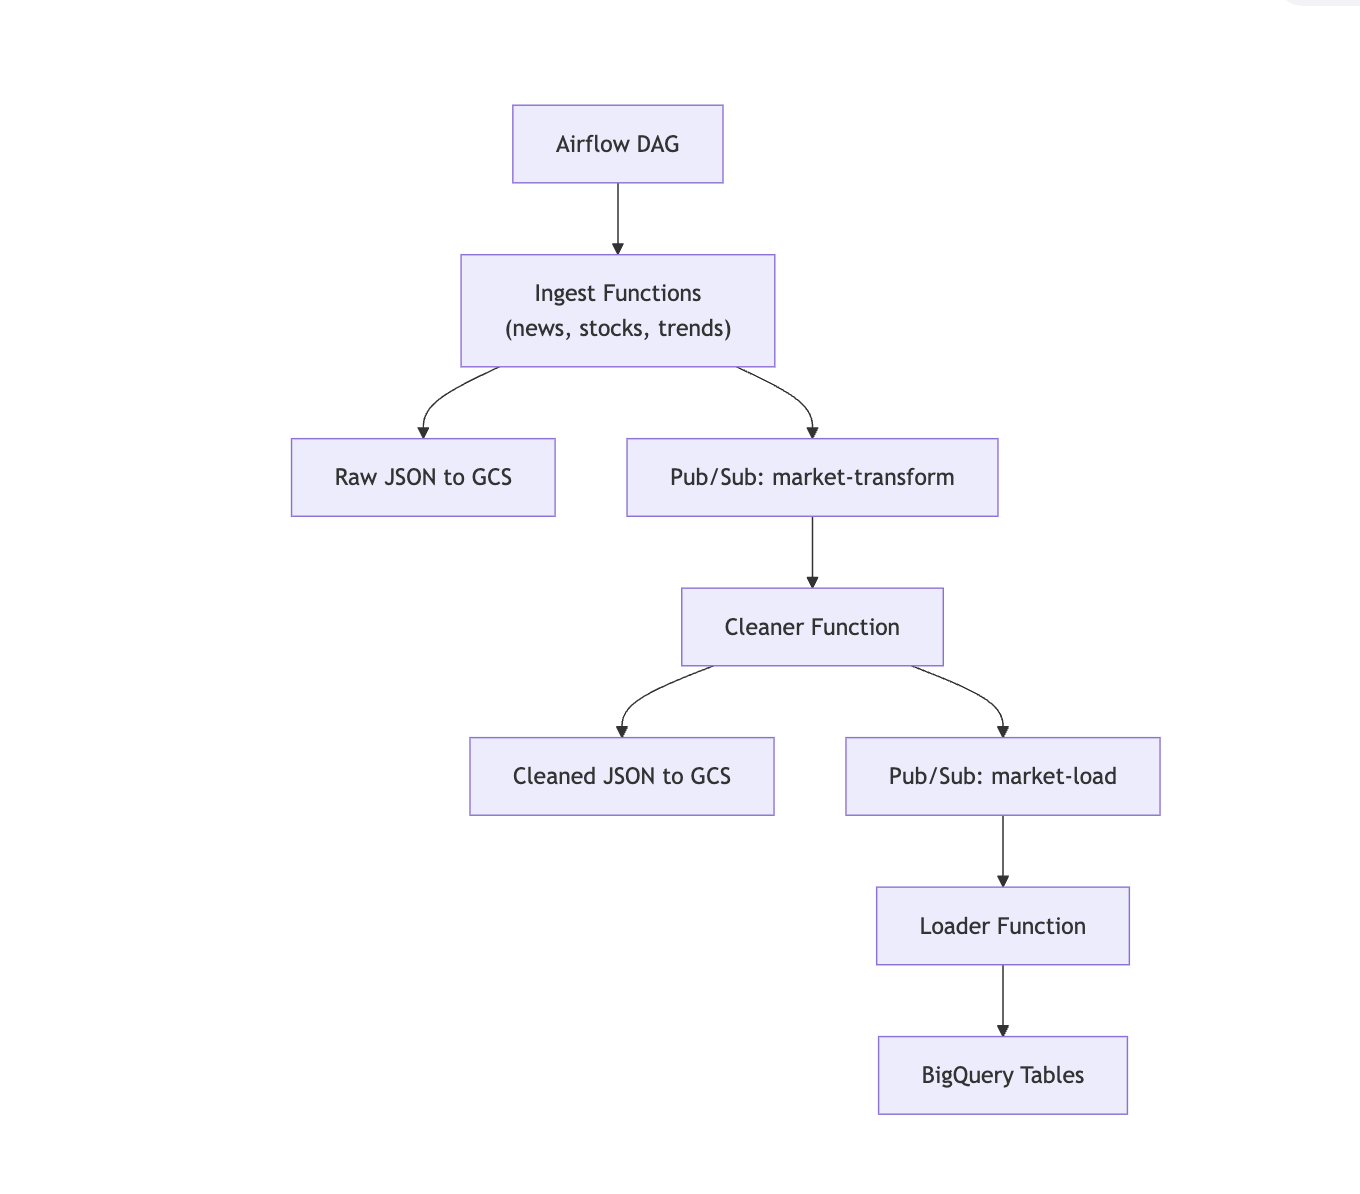 Airflow DAG
Ingest Functions
(news, stocks, trends)
Raw JSON to GCS
Pub/Sub: market-transform
Cleaner Function
Cleaned JSON to GCS
Pub/Sub: market-load
Loader Function
BigQuery Tables